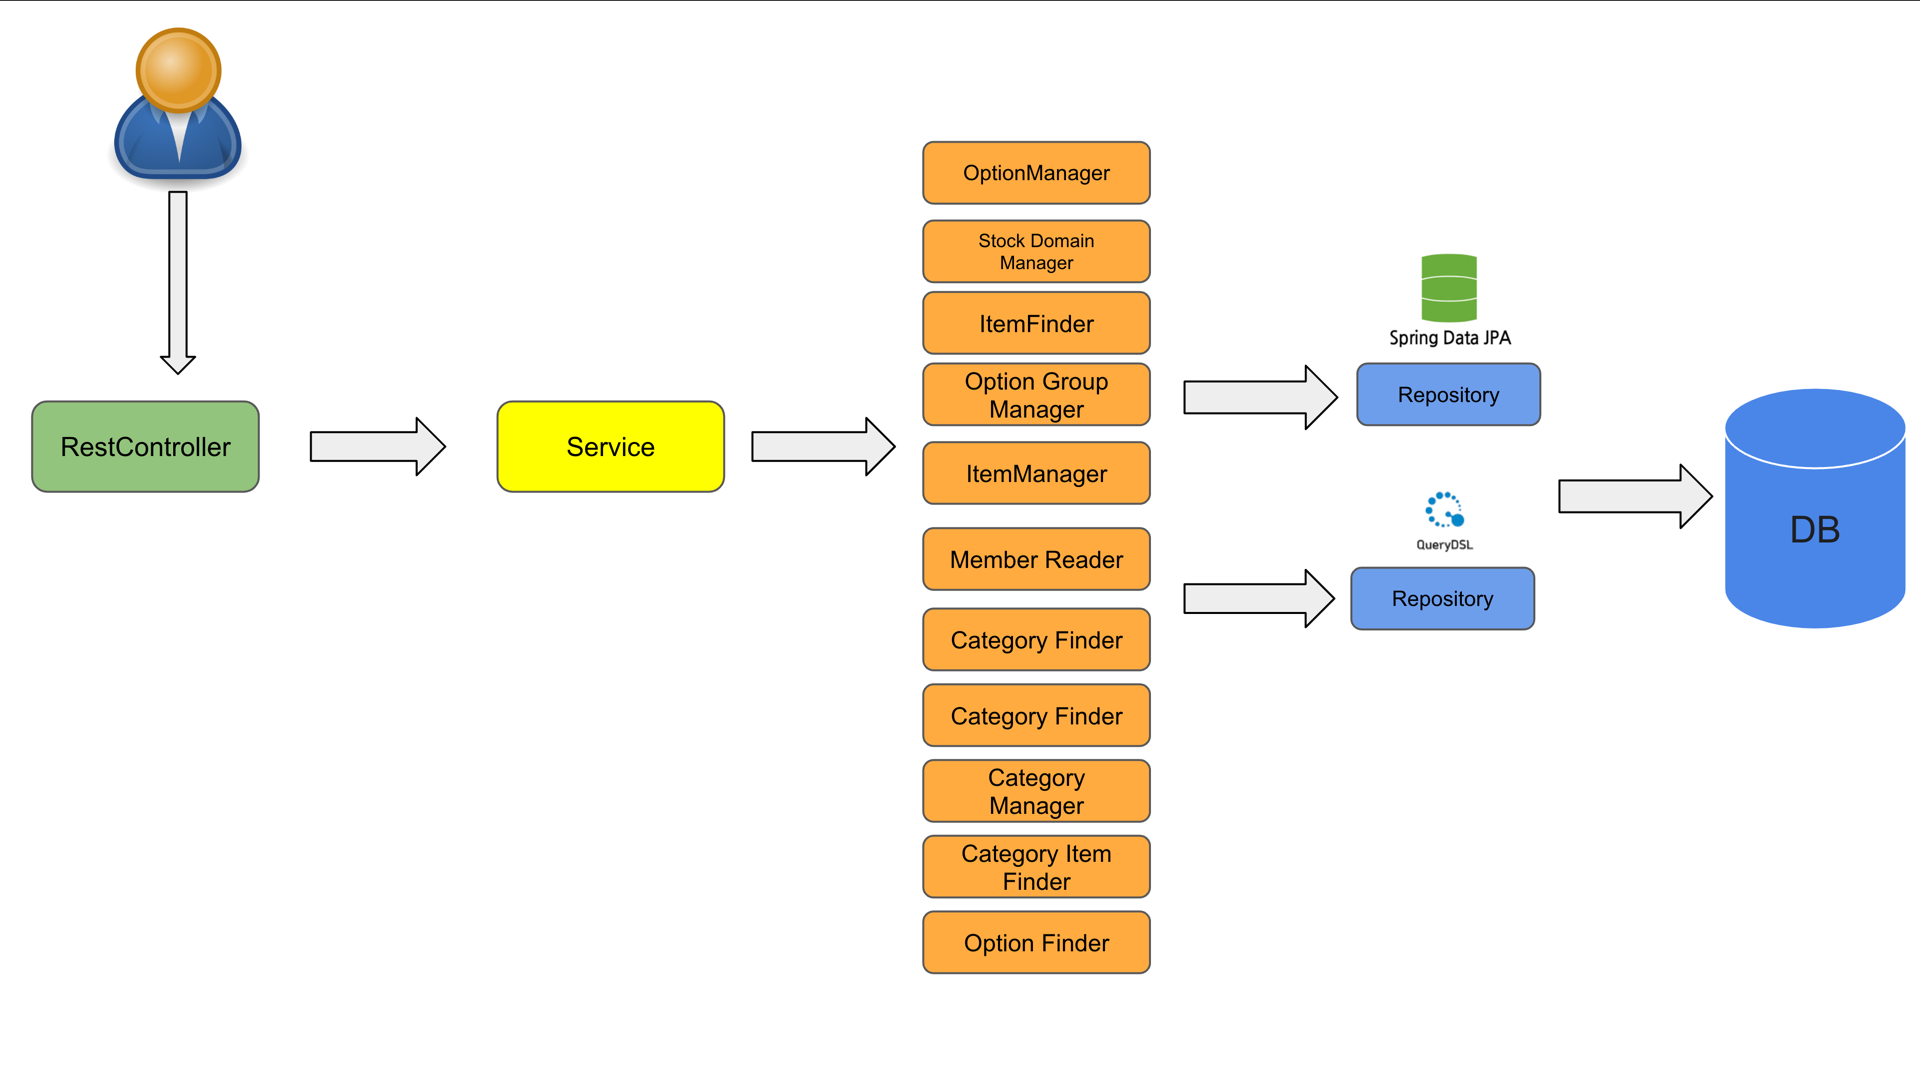 RestController
Service
OptionManager
Stock Domain
Manager
ItemFinder
Option Group
Manager
ItemManager
Member Reader
Category Finder
Category Finder
Category
Manager
Category Item
Finder
Option Finder
Spring Data JPA
Repository
QueryDSL
Repository
DB